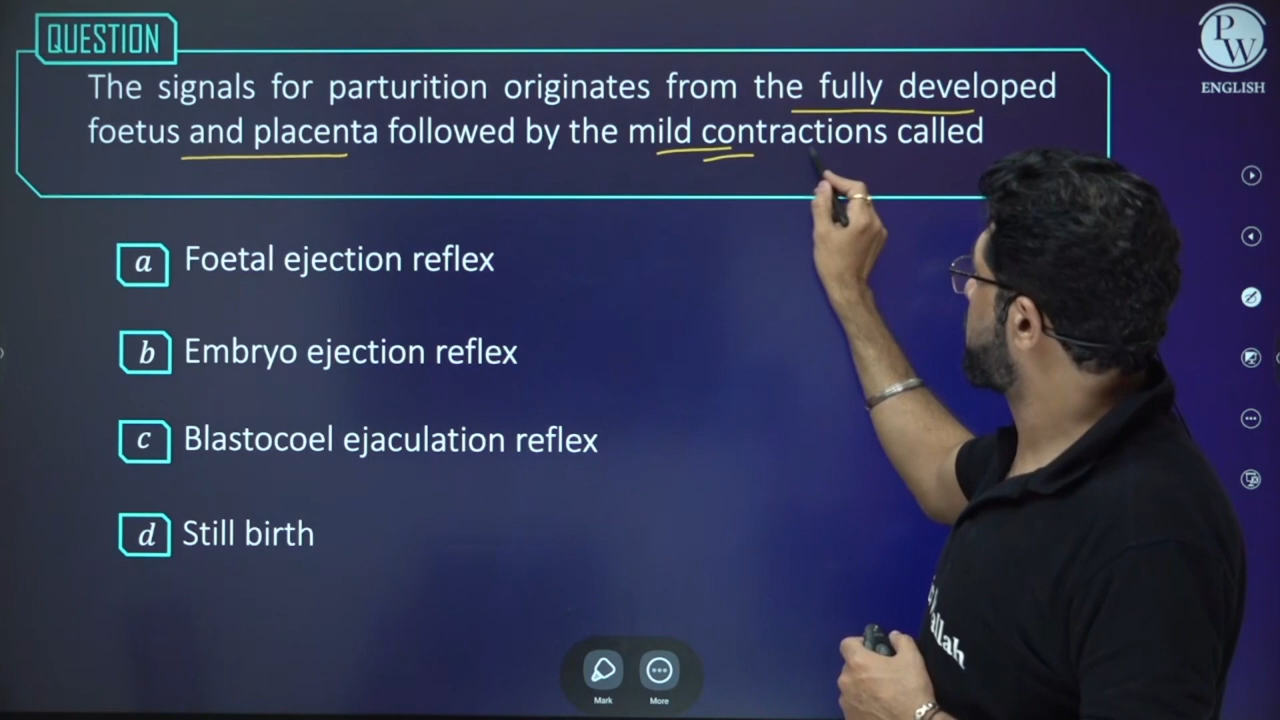 QUESTION
The signals for parturition originates from the fully developed
foetus and placenta followed by the mild contractions called
a Foetal ejection reflex
b Embryo ejection reflex
c Blastocoel ejaculation reflex
d Still birth
PW
ENGLISH
allah
Mark
More